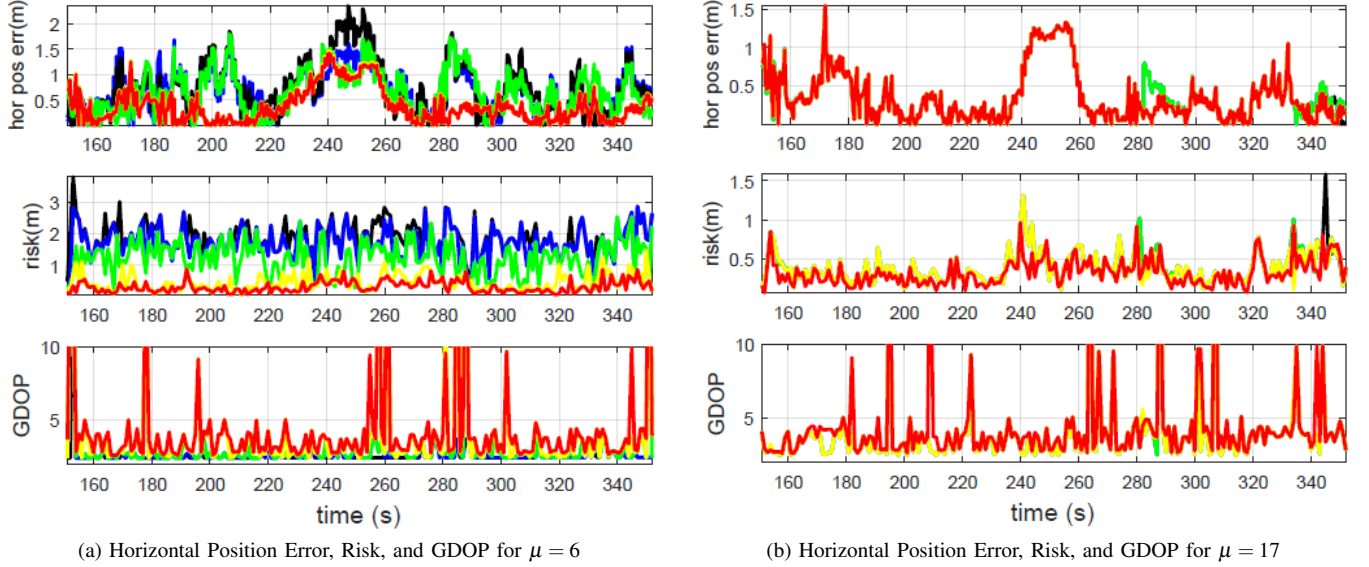 hor pos err(m)
2
1.5
1
0.5
160 180 200 220 240 260 280 300 320 340
risk(m)
3
2
1
160 180 200 220 240 260 280 300 320 340
GDOP
10
5
160 180 200 220 240 260 280 300 320 340
time (s)
(a) Horizontal Position Error, Risk, and GDOP for μ = 6
hor pos err(m)
1.5
1
0.5
160 180 200 220 240 260 280 300 320 340
risk(m)
1.5
1
0.5
160 180 200 220 240 260 280 300 320 340
GDOP
10
5
160 180 200 220 240 260 280 300 320 340
time (s)
(b) Horizontal Position Error, Risk, and GDOP for μ = 17